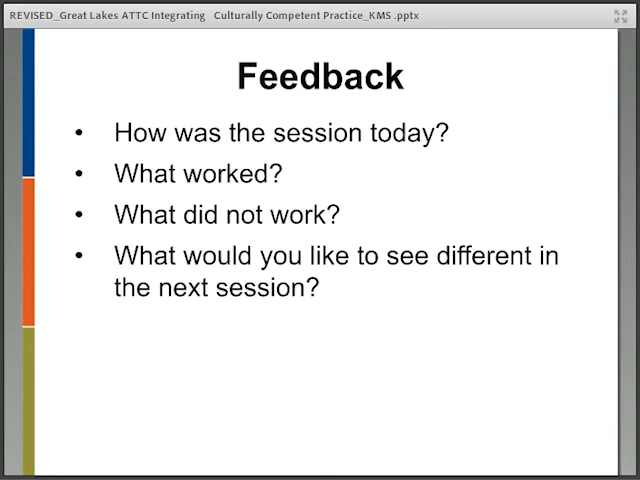 REVISED_Great Lakes ATTC Integrating   Culturally Competent Practice_KMS .pptx
Feedback
• How was the session today?
• What worked?
• What did not work?
• What would you like to see different in
the next session?